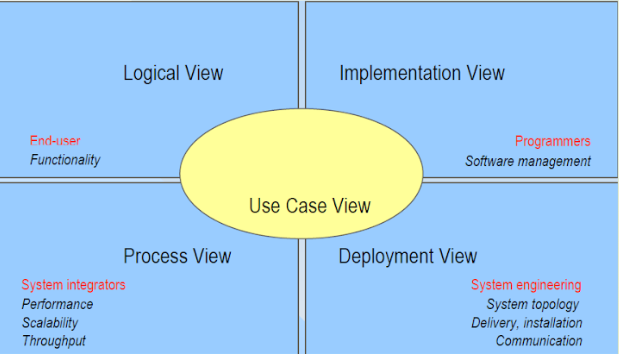 Logical View
Implementation View
End-user
Functionality
Programmers
Software management
Use Case View
Process View
Deployment View
System integrators
Performance
Scalability
Throughput
System engineering
System topology
Delivery, installation
Communication